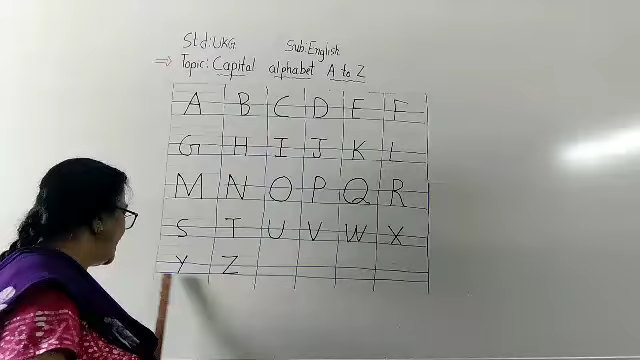 Std:UKG Sub:English
⇒ Topic: Capital alphabet A to Z
A B C D E F
G H I J K L
M N O P Q R
S T U V W X
Y Z